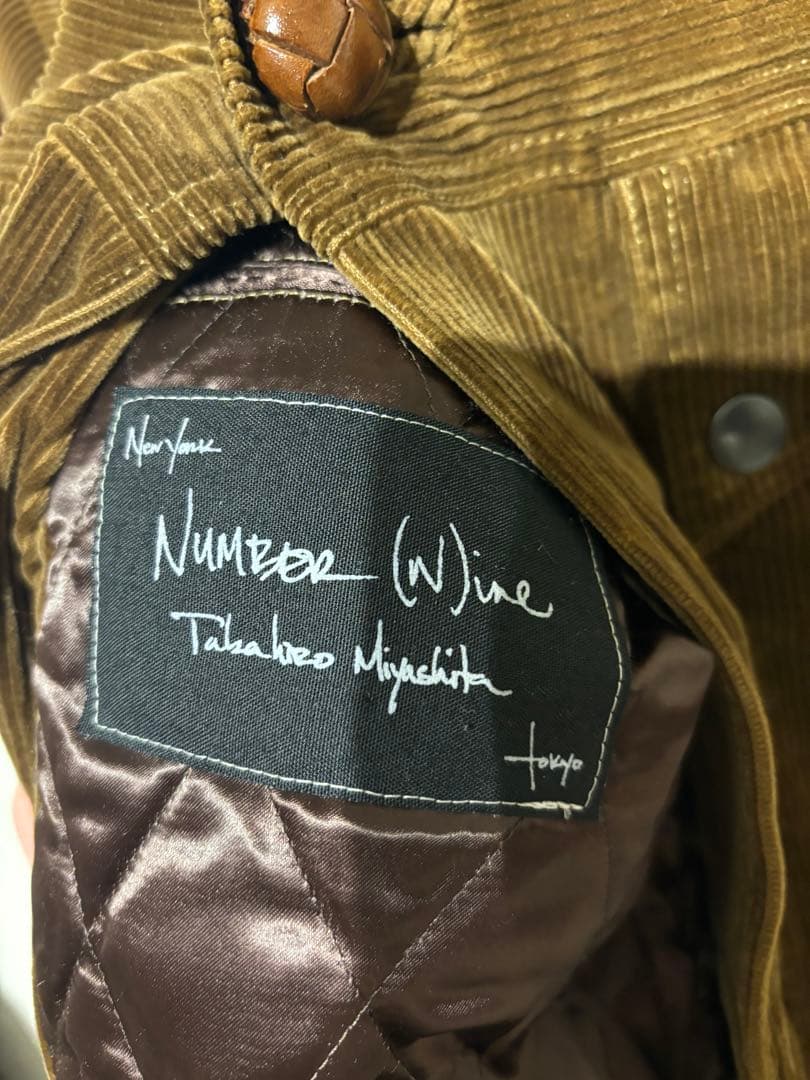 New York
NUMBER (N)ine
Takahiro Miyashita
tokyo